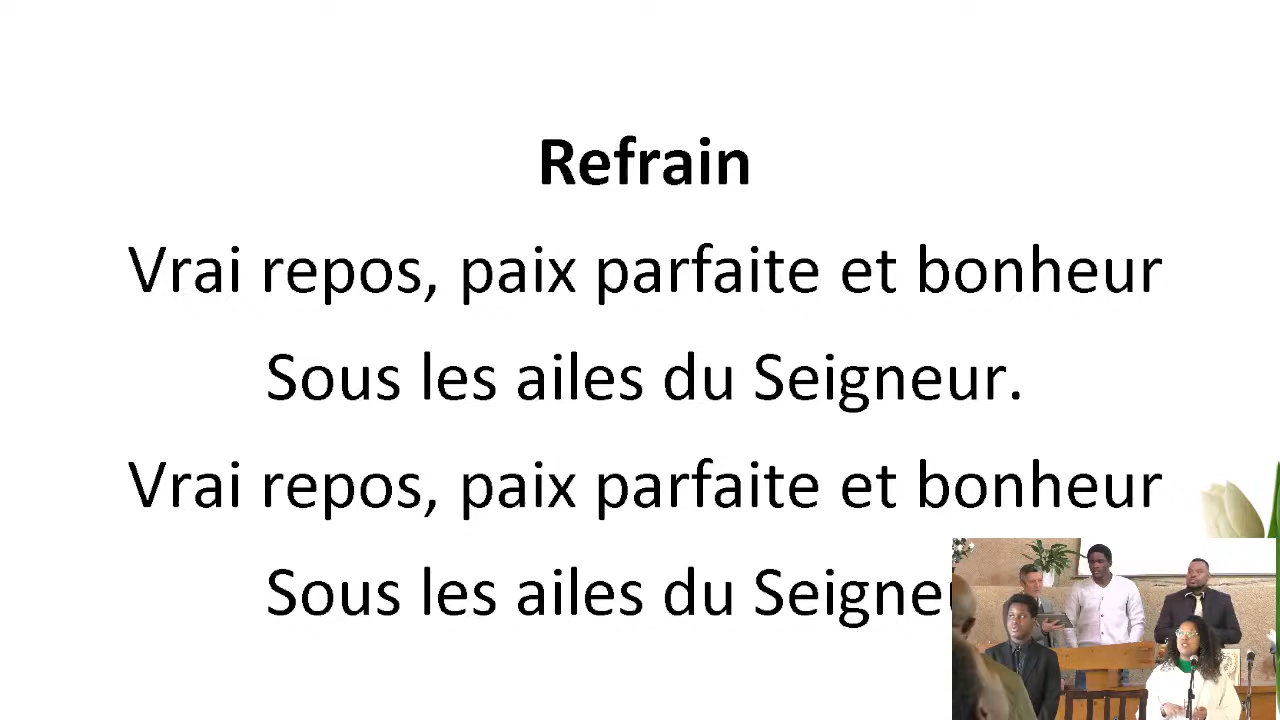 Refrain
Vrai repos, paix parfaite et bonheur
Sous les ailes du Seigneur.
Vrai repos, paix parfaite et bonheur
Sous les ailes du